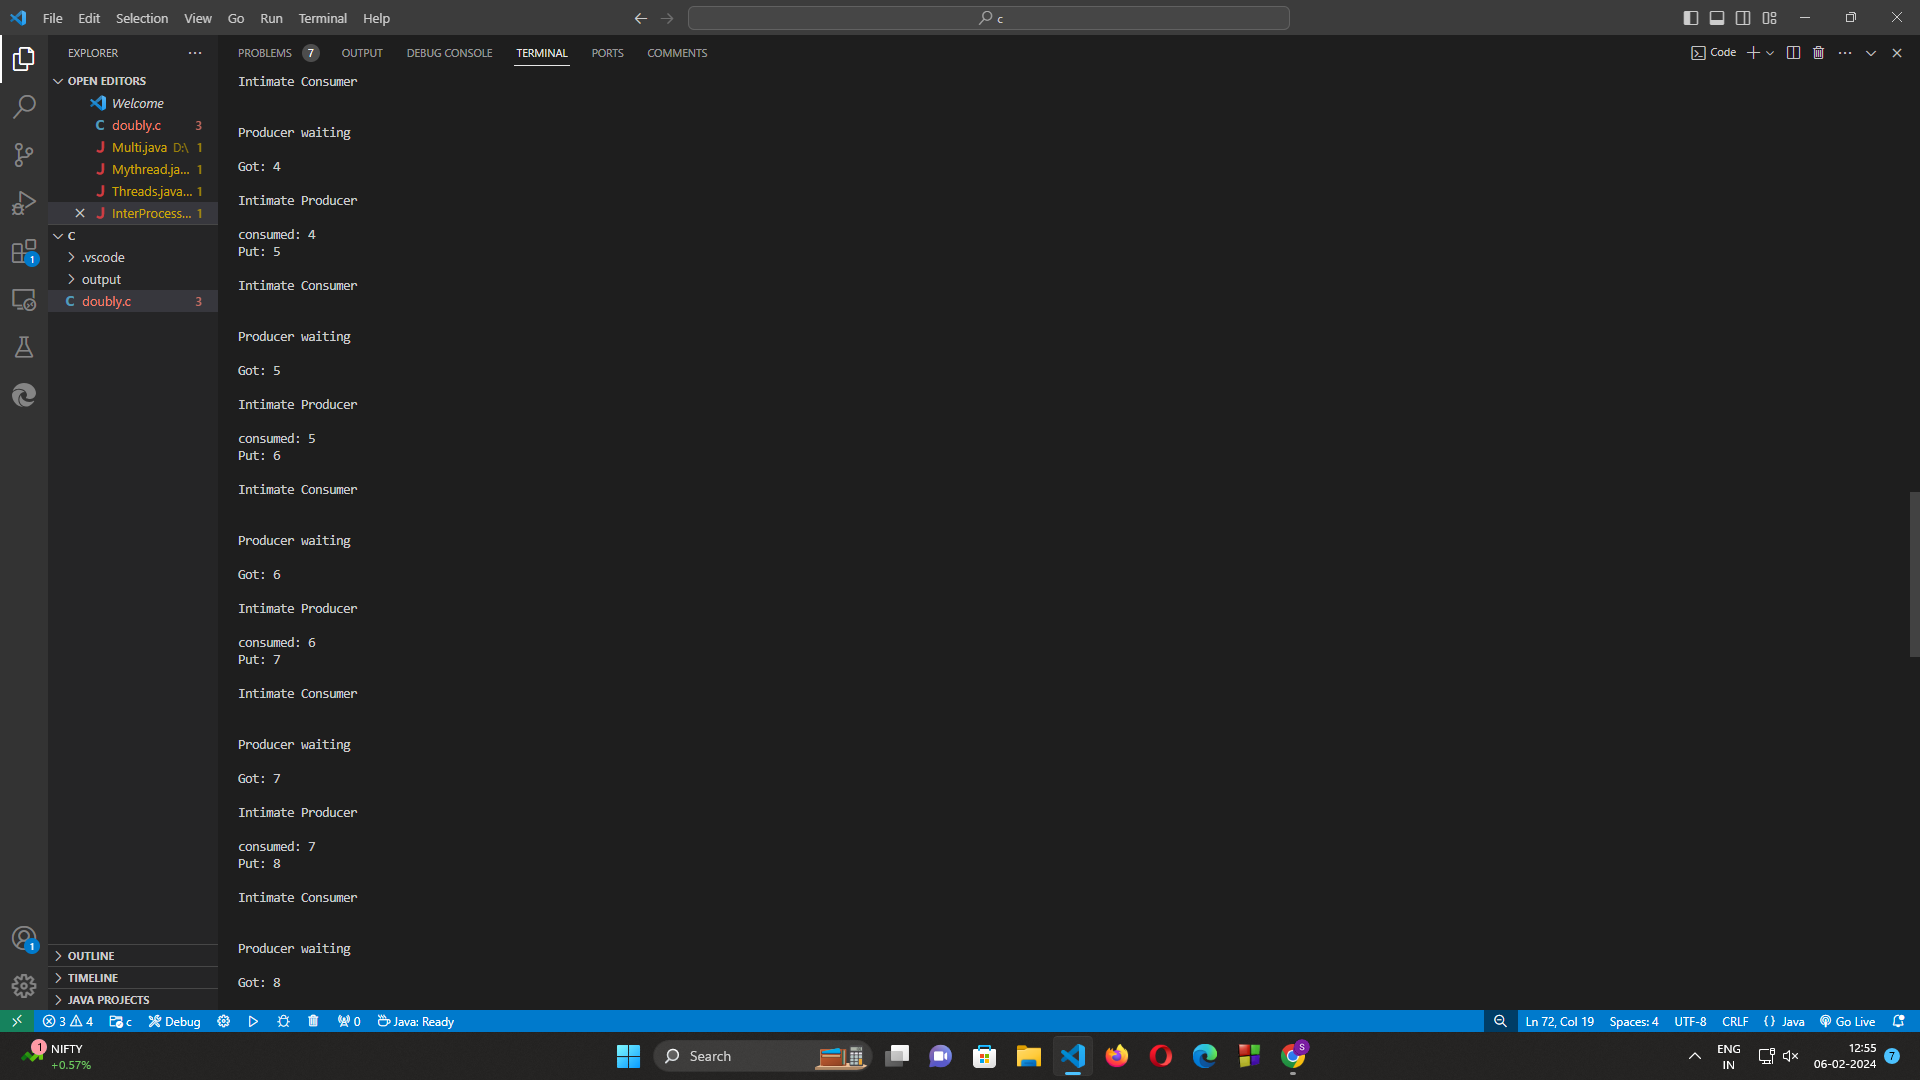 File Edit Selection View Go Run Terminal Help
c
EXPLORER
OPEN EDITORS
Welcome
doubly.c 3
Multi.java D:\ 1
Mythread.ja... 1
Threads.java... 1
InterProcess... 1
C
.vscode
output
C doubly.c 3
OUTLINE
TIMELINE
JAVA PROJECTS
1
1
PROBLEMS 7 OUTPUT DEBUG CONSOLE TERMINAL PORTS COMMENTS
Code
Intimate Consumer
Producer waiting
Got: 4
Intimate Producer
consumed: 4
Put: 5
Intimate Consumer
Producer waiting
Got: 5
Intimate Producer
consumed: 5
Put: 6
Intimate Consumer
Producer waiting
Got: 6
Intimate Producer
consumed: 6
Put: 7
Intimate Consumer
Producer waiting
Got: 7
Intimate Producer
consumed: 7
Put: 8
Intimate Consumer
Producer waiting
Got: 8
3 4 c Debug 0 Java: Ready
Ln 72, Col 19 Spaces: 4 UTF-8 CRLF {} Java Go Live
1 NIFTY
+0.57%
Search
S
ENG
IN
12:55
06-02-2024
7